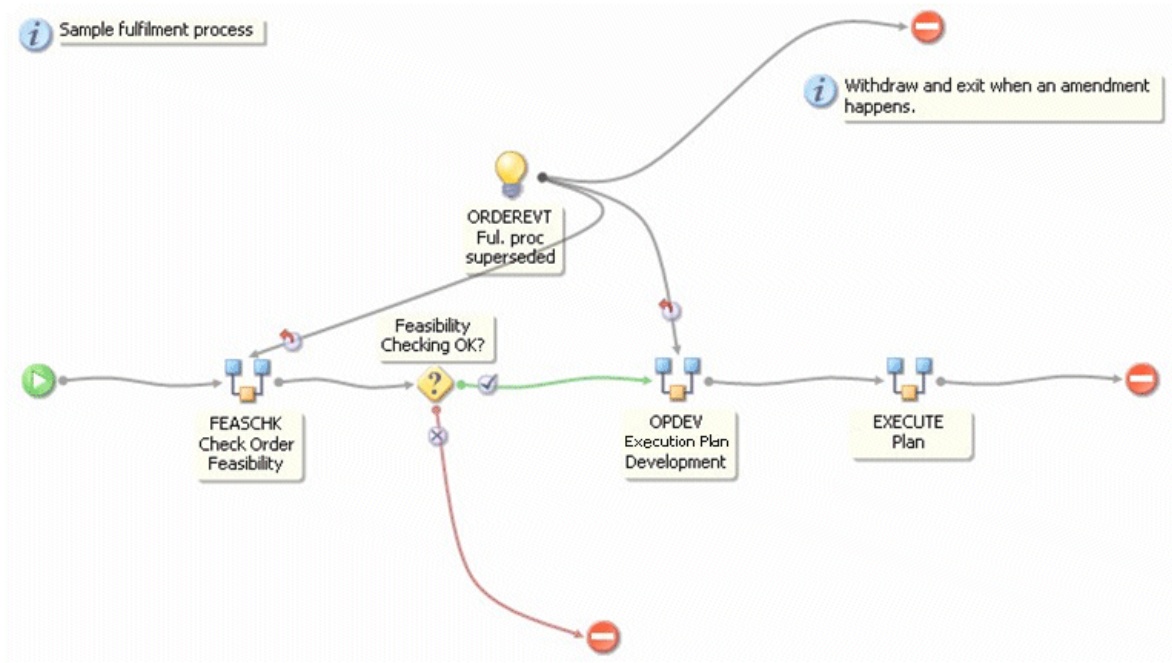 Sample fulfilment process
Withdraw and exit when an amendment
happens.
ORDEREVT
Ful. proc
superseded
Feasibility
Checking OK?
?
FEASCHK
Check Order
Feasibility
OPDEV
Execution Plan
Development
EXECUTE
Plan